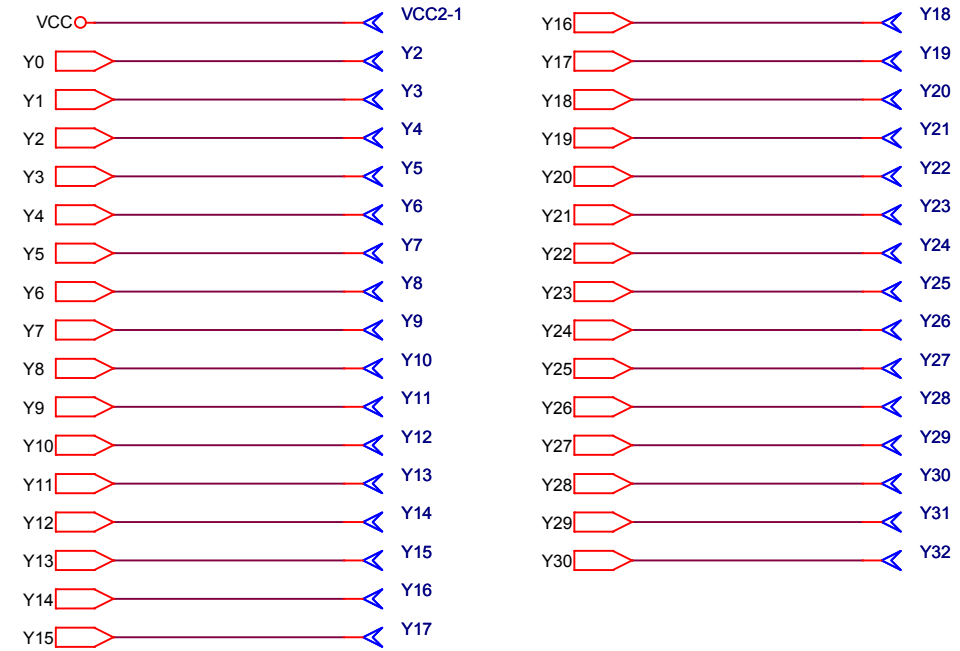 VCC VCC2-1
Y0 Y2
Y1 Y3
Y2 Y4
Y3 Y5
Y4 Y6
Y5 Y7
Y6 Y8
Y7 Y9
Y8 Y10
Y9 Y11
Y10 Y12
Y11 Y13
Y12 Y14
Y13 Y15
Y14 Y16
Y15 Y17
Y16 Y18
Y17 Y19
Y18 Y20
Y19 Y21
Y20 Y22
Y21 Y23
Y22 Y24
Y23 Y25
Y24 Y26
Y25 Y27
Y26 Y28
Y27 Y29
Y28 Y30
Y29 Y31
Y30 Y32